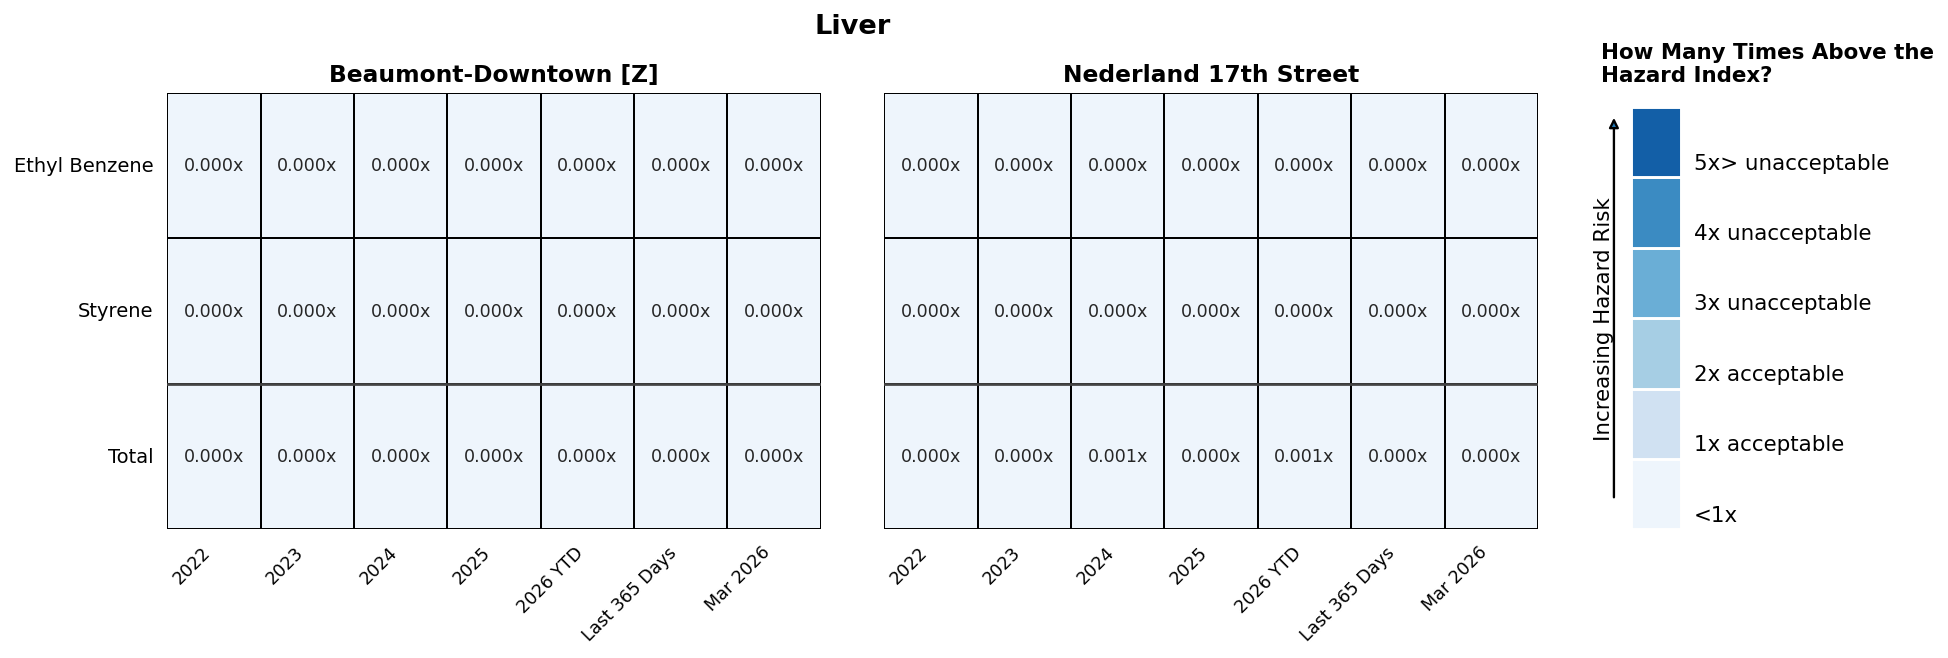 Liver
Beaumont-Downtown [Z]
Nederland 17th Street
How Many Times Above the
Hazard Index?
Ethyl Benzene 0.000x 0.000x 0.000x 0.000x 0.000x 0.000x 0.000x 0.000x 0.000x 0.000x 0.000x 0.000x 0.000x 0.000x
Styrene 0.000x 0.000x 0.000x 0.000x 0.000x 0.000x 0.000x 0.000x 0.000x 0.000x 0.000x 0.000x 0.000x 0.000x
Total 0.000x 0.000x 0.000x 0.000x 0.000x 0.000x 0.000x 0.000x 0.000x 0.001x 0.000x 0.001x 0.000x 0.000x
2022 2023 2024 2025 2026 YTD Last 365 Days Mar 2026 2022 2023 2024 2025 2026 YTD Last 365 Days Mar 2026
Increasing Hazard Risk
5x> unacceptable
4x unacceptable
3x unacceptable
2x acceptable
1x acceptable
<1x